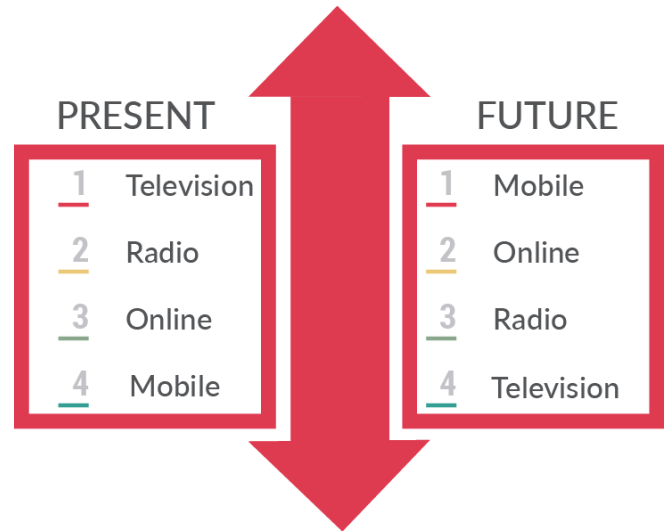 PRESENT
1 Television
2 Radio
3 Online
4 Mobile
FUTURE
1 Mobile
2 Online
3 Radio
4 Television